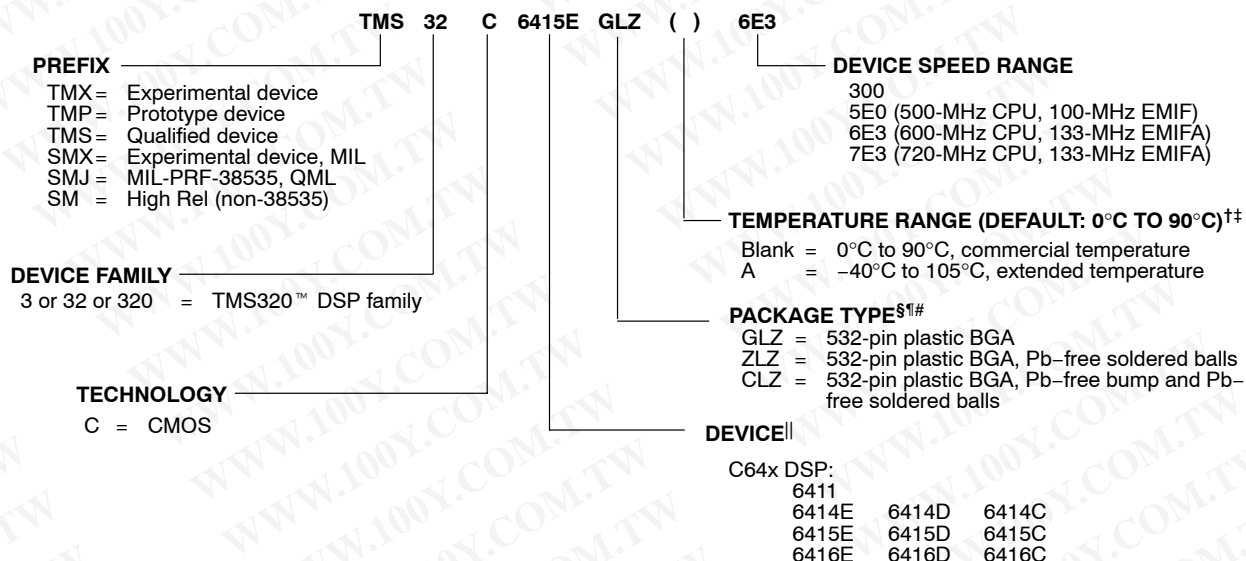 TMS 32 C 6415E GLZ ( ) 6E3
PREFIX
TMX = Experimental device
TMP = Prototype device
TMS = Qualified device
SMX = Experimental device, MIL
SMJ = MIL-PRF-38535, QML
SM = High Rel (non-38535)
DEVICE SPEED RANGE
300
5E0 (500-MHz CPU, 100-MHz EMIF)
6E3 (600-MHz CPU, 133-MHz EMIFA)
7E3 (720-MHz CPU, 133-MHz EMIFA)
TEMPERATURE RANGE (DEFAULT: 0°C TO 90°C)†‡
Blank = 0°C to 90°C, commercial temperature
A = −40°C to 105°C, extended temperature
DEVICE FAMILY
3 or 32 or 320 = TMS320™ DSP family
PACKAGE TYPE§¶#
GLZ = 532-pin plastic BGA
ZLZ = 532-pin plastic BGA, Pb−free soldered balls
CLZ = 532-pin plastic BGA, Pb−free bump and Pb−
free soldered balls
TECHNOLOGY
C = CMOS
DEVICE||
C64x DSP:
6411
6414E 6414D 6414C
6415E 6415D 6415C
6416E 6416D 6416C
WWW.100Y.COM.TW